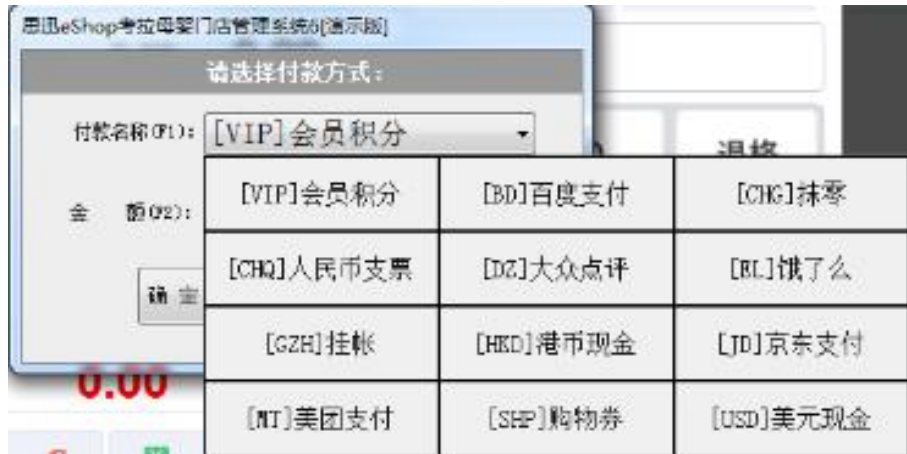 思迅eShop考拉母婴门店管理系统6[演示版]
请选择付款方式:
付款名称(F1): [VIP]会员积分
退格
[VIP]会员积分 [BD]百度支付 [CHG]抹零
金 额(F2):
[CHQ]人民币支票 [DZ]大众点评 [EL]饿了么
确 定
[GZH]挂帐 [HKD]港币现金 [JD]京东支付
0.00
[MT]美团支付 [SHP]购物券 [USD]美元现金